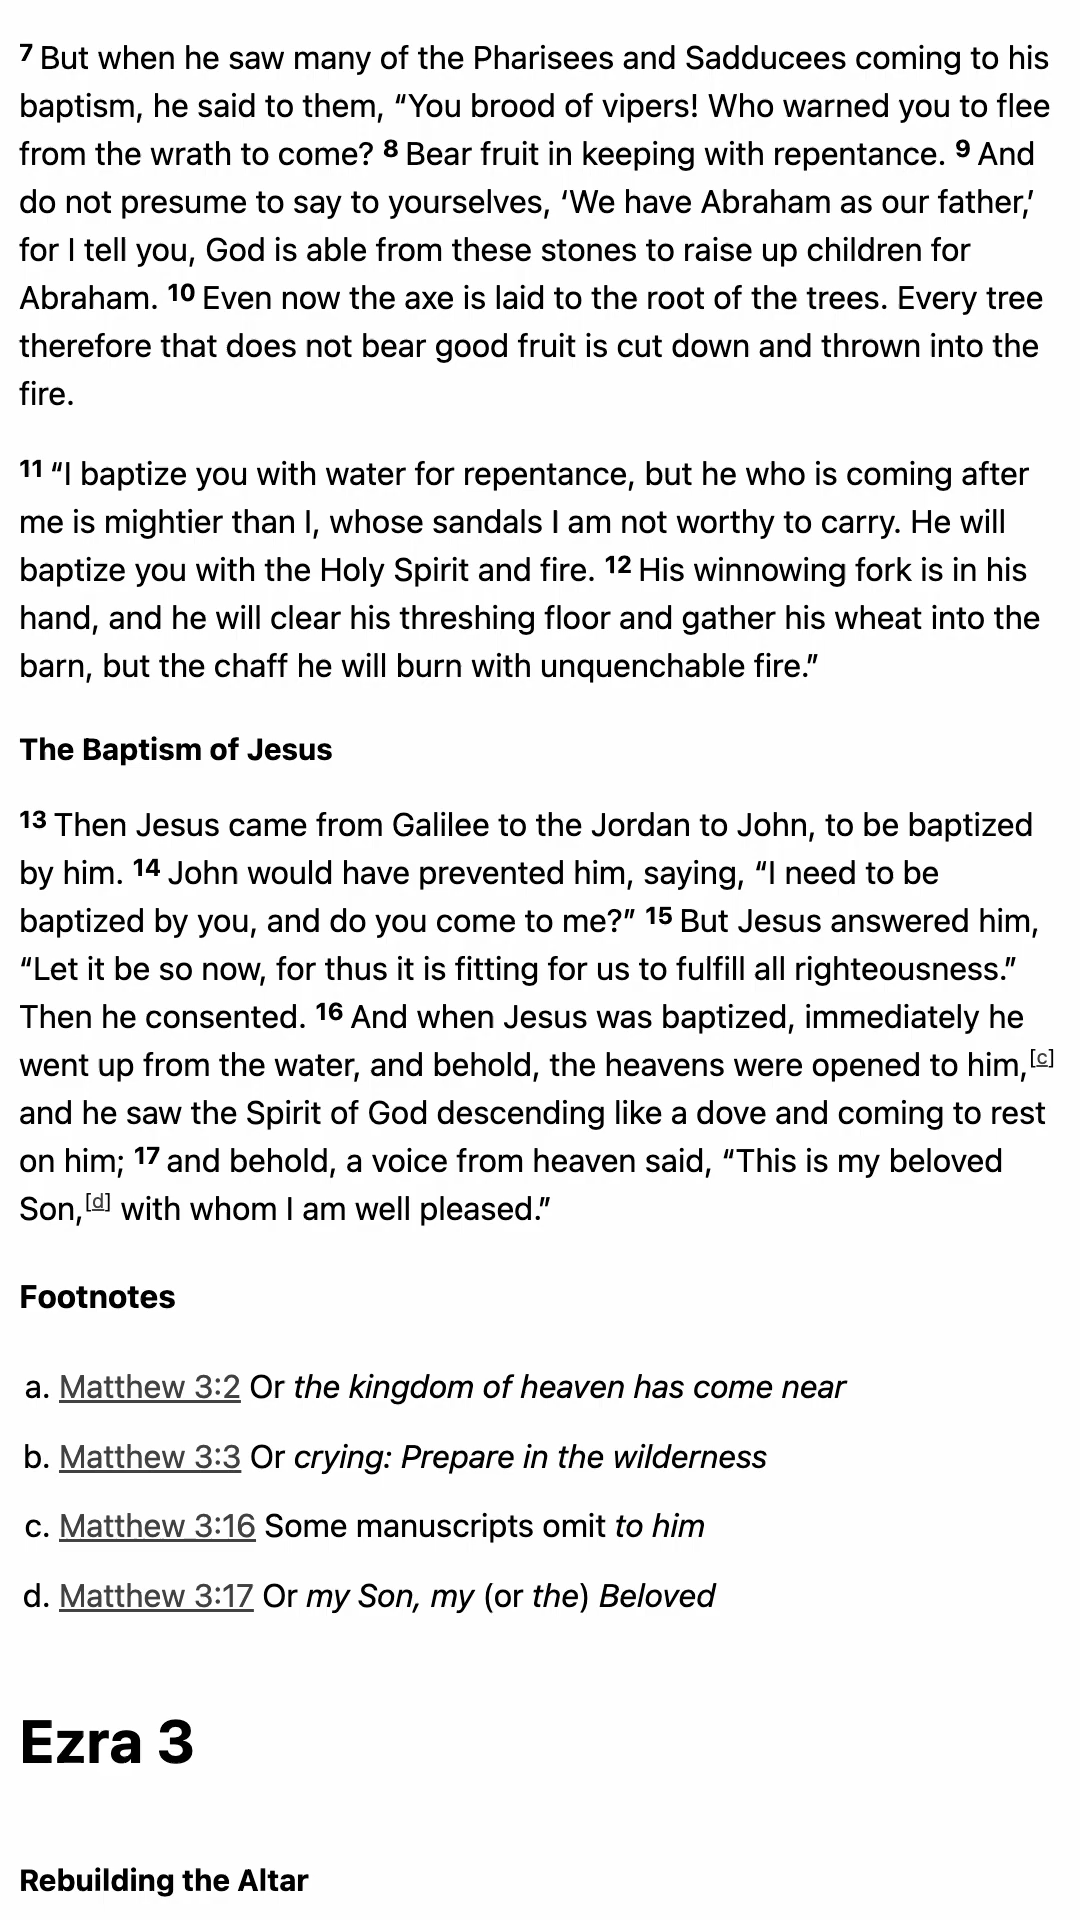 7 But when he saw many of the Pharisees and Sadducees coming to his
baptism, he said to them, “You brood of vipers! Who warned you to flee
from the wrath to come? 8 Bear fruit in keeping with repentance. 9 And
do not presume to say to yourselves, ‘We have Abraham as our father,’
for I tell you, God is able from these stones to raise up children for
Abraham. 10 Even now the axe is laid to the root of the trees. Every tree
therefore that does not bear good fruit is cut down and thrown into the
fire.
11 “I baptize you with water for repentance, but he who is coming after
me is mightier than I, whose sandals I am not worthy to carry. He will
baptize you with the Holy Spirit and fire. 12 His winnowing fork is in his
hand, and he will clear his threshing floor and gather his wheat into the
barn, but the chaff he will burn with unquenchable fire.”
The Baptism of Jesus
13 Then Jesus came from Galilee to the Jordan to John, to be baptized
by him. 14 John would have prevented him, saying, “I need to be
baptized by you, and do you come to me?” 15 But Jesus answered him,
“Let it be so now, for thus it is fitting for us to fulfill all righteousness.”
Then he consented. 16 And when Jesus was baptized, immediately he
went up from the water, and behold, the heavens were opened to him,[c]
and he saw the Spirit of God descending like a dove and coming to rest
on him; 17 and behold, a voice from heaven said, “This is my beloved
Son,[d] with whom I am well pleased.”
Footnotes
a. Matthew 3:2 Or the kingdom of heaven has come near
b. Matthew 3:3 Or crying: Prepare in the wilderness
c. Matthew 3:16 Some manuscripts omit to him
d. Matthew 3:17 Or my Son, my (or the) Beloved
Ezra 3
Rebuilding the Altar